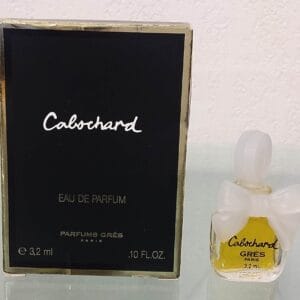 Cabochard
EAU DE PARFUM
PARFUMS GRÈS
PARIS
e 3,2 ml .10 FL.OZ.
Cabochard
GRÈS
PARIS